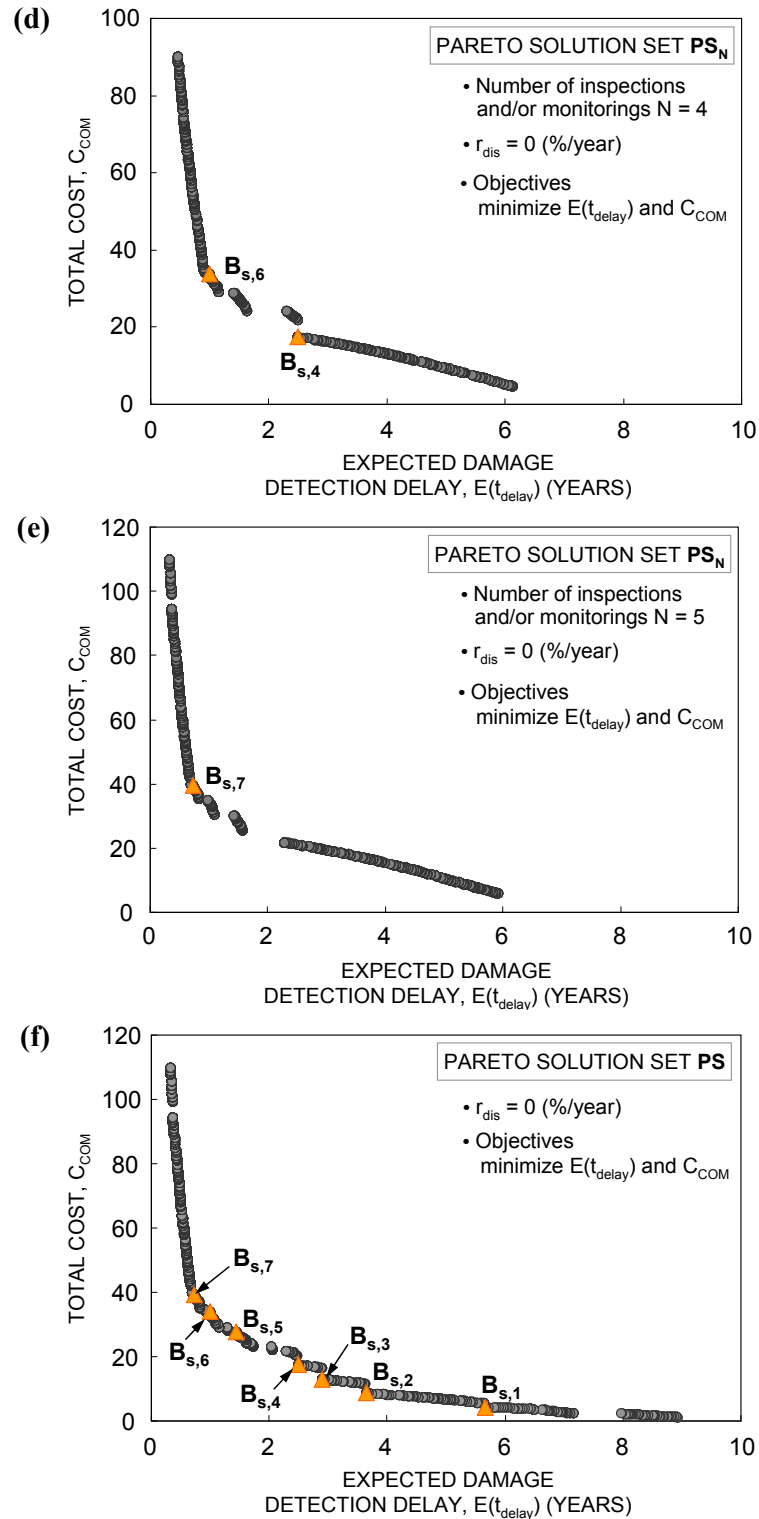 (d)
100
80
60
40
20
0
TOTAL COST, C_COM
PARETO SOLUTION SET PS_N
• Number of inspections
and/or monitorings N = 4
• r_dis = 0 (%/year)
• Objectives
minimize E(t_delay) and C_COM
B_s,6
B_s,4
0 2 4 6 8 10
EXPECTED DAMAGE
DETECTION DELAY, E(t_delay) (YEARS)
(e)
120
100
80
60
40
20
0
TOTAL COST, C_COM
PARETO SOLUTION SET PS_N
• Number of inspections
and/or monitorings N = 5
• r_dis = 0 (%/year)
• Objectives
minimize E(t_delay) and C_COM
B_s,7
0 2 4 6 8 10
EXPECTED DAMAGE
DETECTION DELAY, E(t_delay) (YEARS)
(f)
120
100
80
60
40
20
0
TOTAL COST, C_COM
PARETO SOLUTION SET PS
• r_dis = 0 (%/year)
• Objectives
minimize E(t_delay) and C_COM
B_s,7
B_s,6
B_s,5
B_s,4
B_s,3
B_s,2
B_s,1
0 2 4 6 8 10
EXPECTED DAMAGE
DETECTION DELAY, E(t_delay) (YEARS)